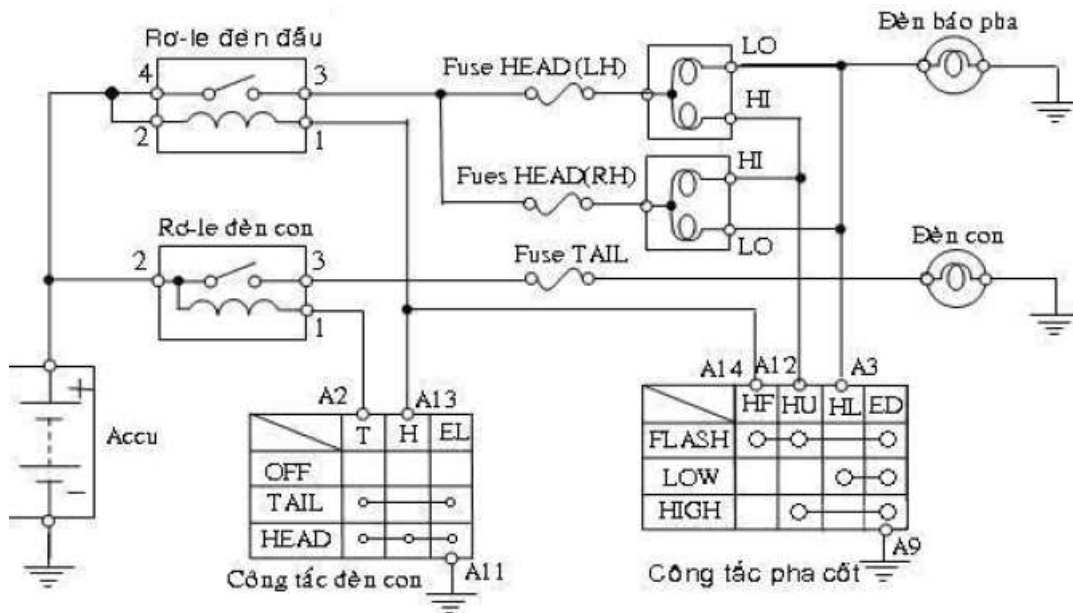 Rơ-le đèn đầu
4
3
2
1
Fuse HEAD (LH)
LO
HI
Đèn báo pha
Fues HEAD(RH)
HI
LO
Rơ-le đèn con
2
3
1
Fuse TAIL
Đèn con
+
-
Accu
A2
A13
T H EL
OFF
TAIL
HEAD
A11
Công tắc đèn con
A14 A12 A3
HF HU HL ED
FLASH
LOW
HIGH
A9
Công tắc pha cốt